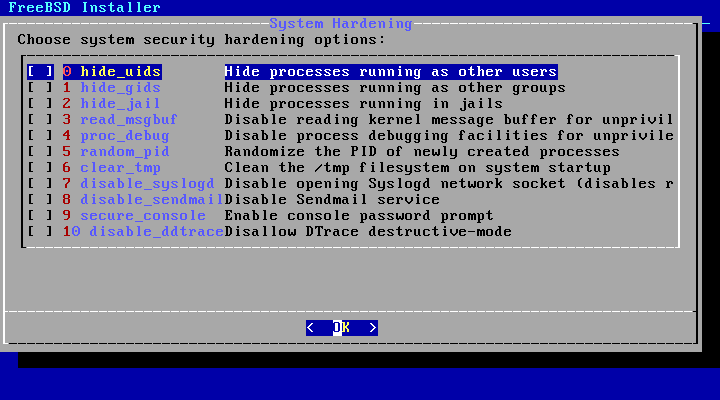 FreeBSD Installer
System Hardening
Choose system security hardening options:
[ ] 0 hide_uids Hide processes running as other users
[ ] 1 hide_gids Hide processes running as other groups
[ ] 2 hide_jail Hide processes running in jails
[ ] 3 read_msgbuf Disable reading kernel message buffer for unprivil
[ ] 4 proc_debug Disable process debugging facilities for unprivile
[ ] 5 random_pid Randomize the PID of newly created processes
[ ] 6 clear_tmp Clean the /tmp filesystem on system startup
[ ] 7 disable_syslogd Disable opening Syslogd network socket (disables r
[ ] 8 disable_sendmail Disable Sendmail service
[ ] 9 secure_console Enable console password prompt
[ ] 10 disable_ddtrace Disallow DTrace destructive-mode
< OK >